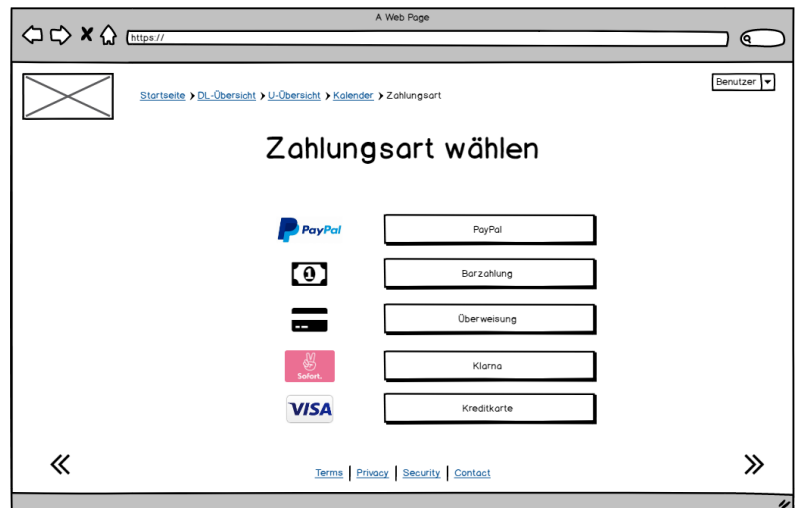 A Web Page
https://
Benutzer
Startseite DL-Übersicht U-Übersicht Kalender Zahlungsart
Zahlungsart wählen
PayPal PayPal
1 Barzahlung
Überweisung
Sofort. Klarna
VISA Kreditkarte
Terms | Privacy | Security | Contact